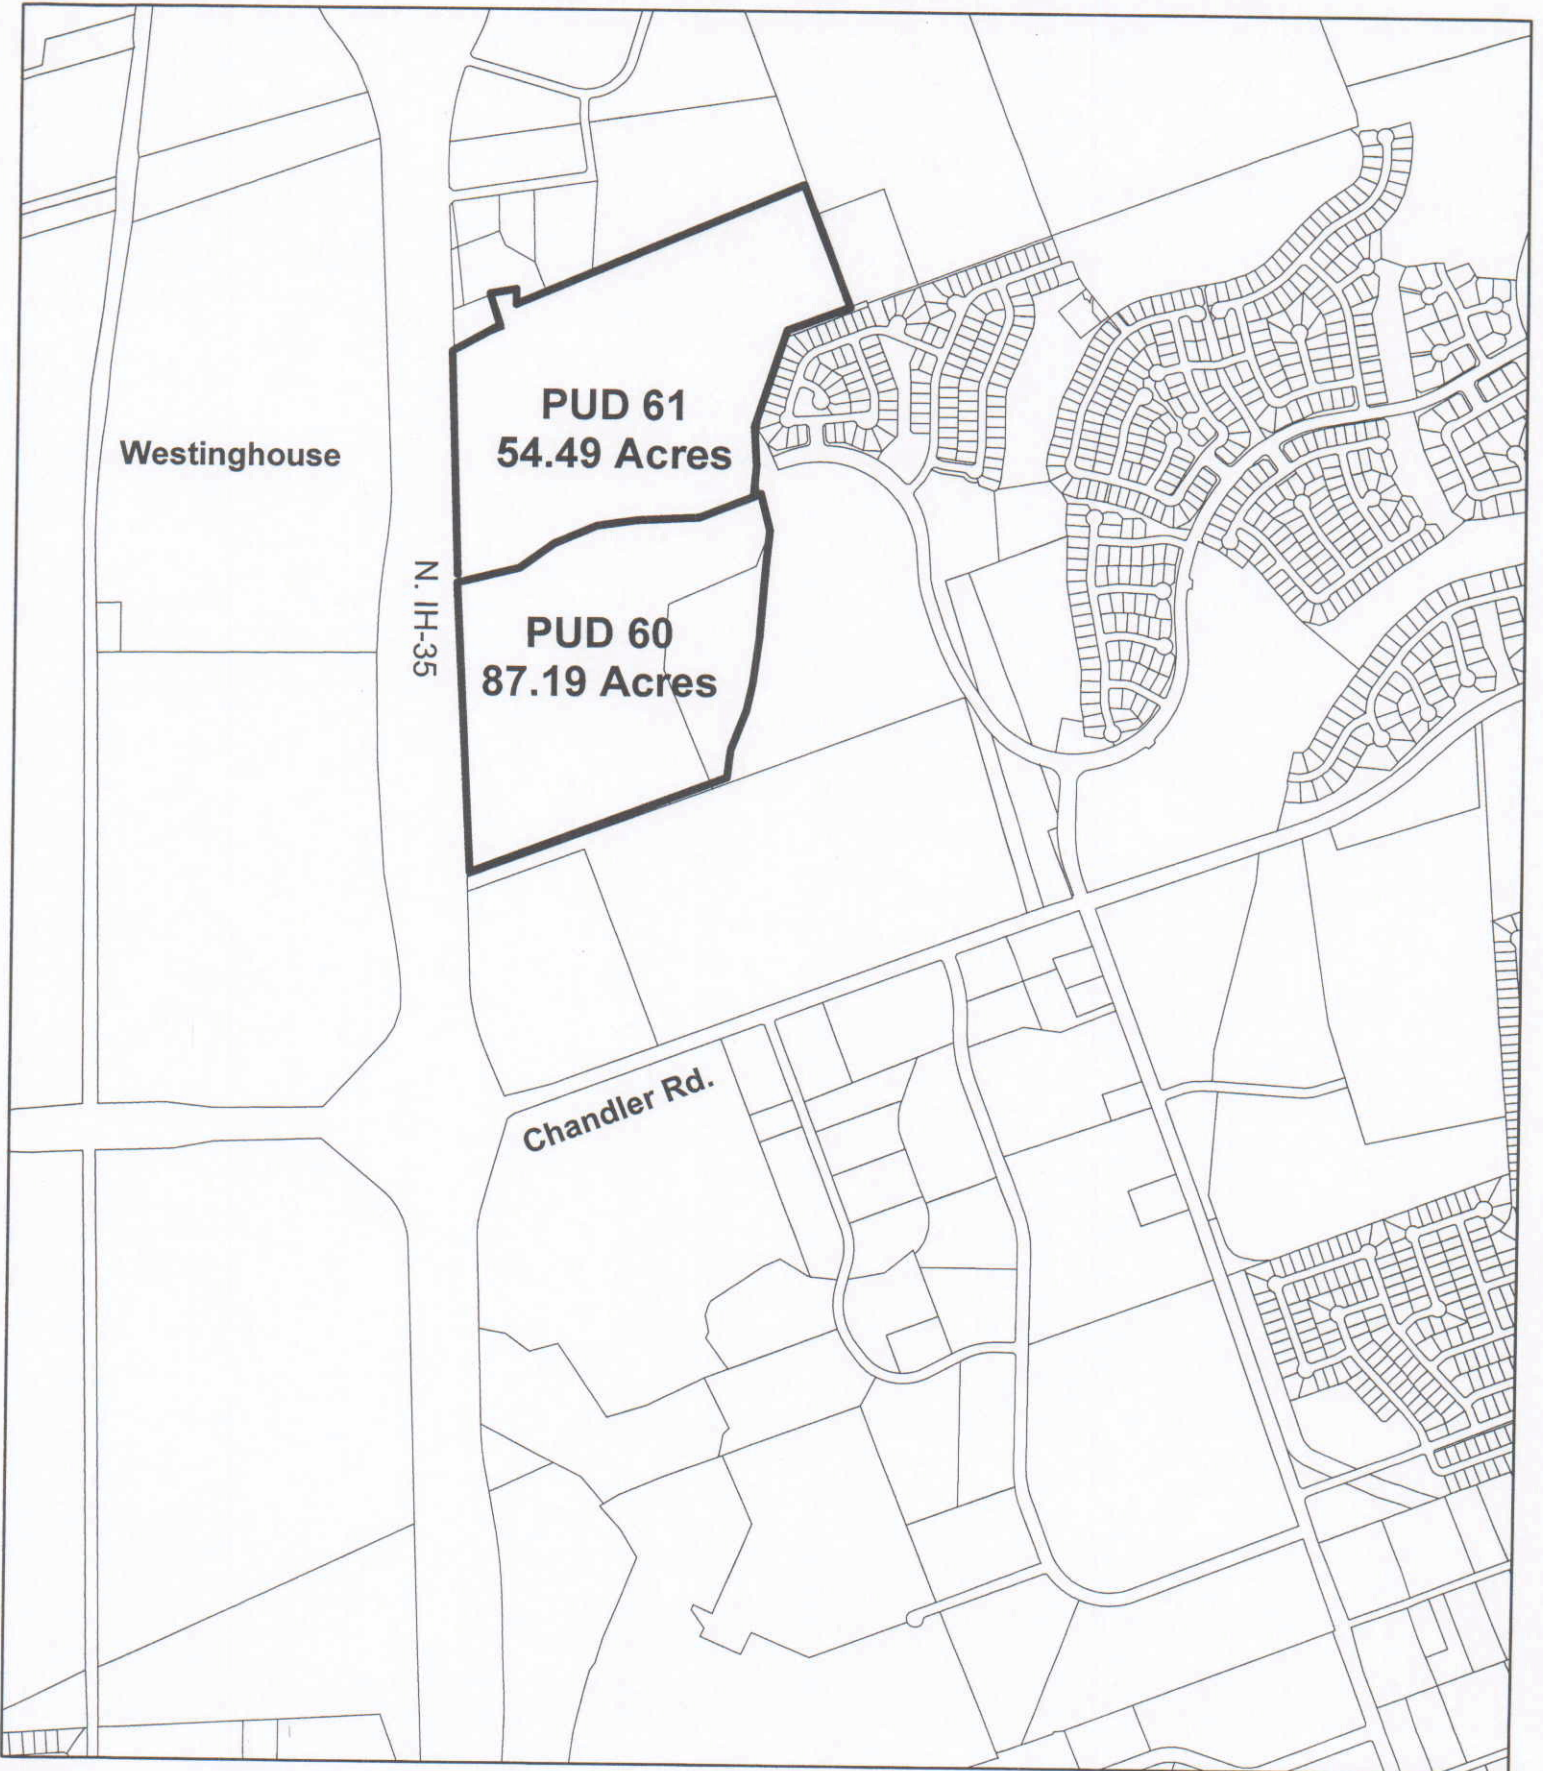 PUD 61
54.49 Acres
Westinghouse
N. IH-35
PUD 60
87.19 Acres
Chandler Rd.